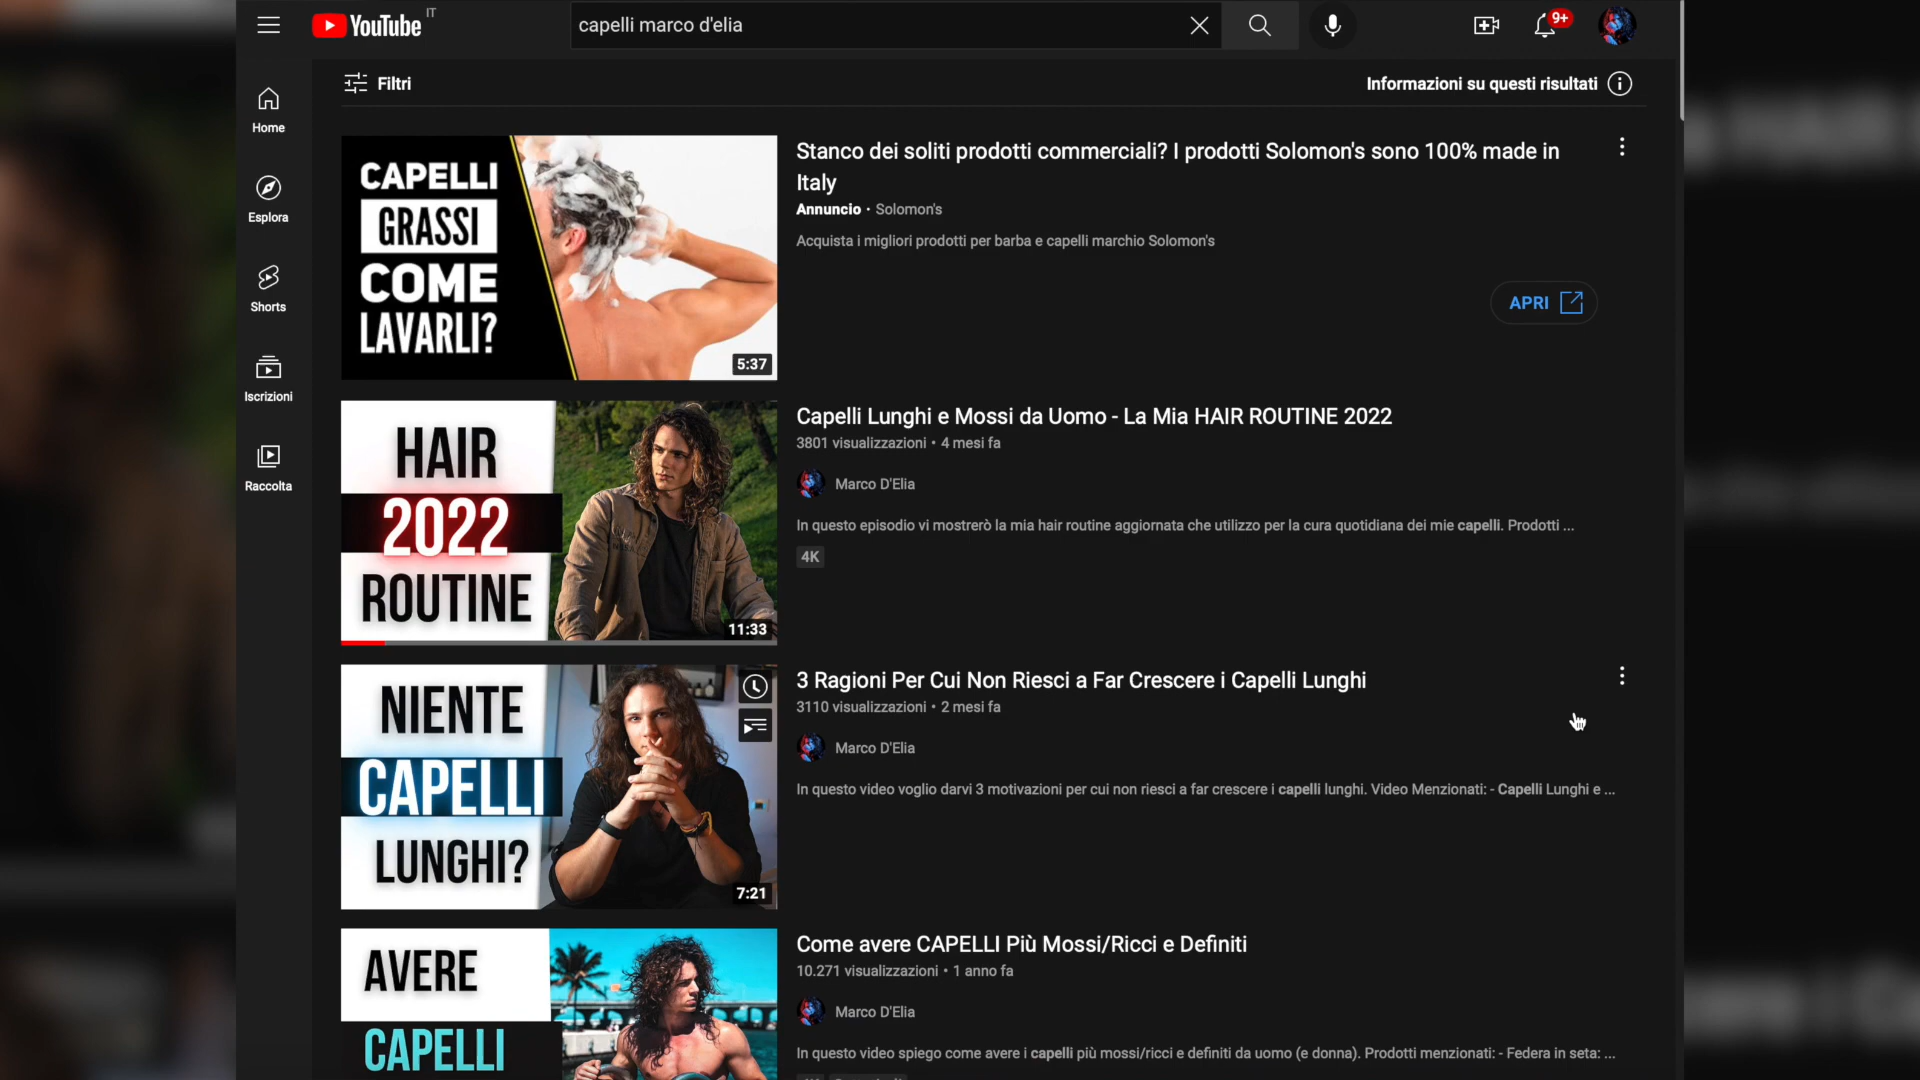 YouTube IT
capelli marco d'elia
9+
Filtri
Informazioni su questi risultati
Home
Esplora
Shorts
Iscrizioni
Raccolta
CAPELLI
GRASSI
COME
LAVARLI?
5:37
Stanco dei soliti prodotti commerciali? I prodotti Solomon's sono 100% made in
Italy
Annuncio • Solomon's
Acquista i migliori prodotti per barba e capelli marchio Solomon's
APRI
HAIR
2022
ROUTINE
11:33
Capelli Lunghi e Mossi da Uomo - La Mia HAIR ROUTINE 2022
3801 visualizzazioni • 4 mesi fa
Marco D'Elia
In questo episodio vi mostrerò la mia hair routine aggiornata che utilizzo per la cura quotidiana dei mie capelli. Prodotti ...
4K
NIENTE
CAPELLI
LUNGHI?
7:21
3 Ragioni Per Cui Non Riesci a Far Crescere i Capelli Lunghi
3110 visualizzazioni • 2 mesi fa
Marco D'Elia
In questo video voglio darvi 3 motivazioni per cui non riesci a far crescere i capelli lunghi. Video Menzionati: - Capelli Lunghi e ...
AVERE
CAPELLI
Come avere CAPELLI Più Mossi/Ricci e Definiti
10.271 visualizzazioni • 1 anno fa
Marco D'Elia
In questo video spiego come avere i capelli più mossi/ricci e definiti da uomo (e donna). Prodotti menzionati: - Federa in seta: ...